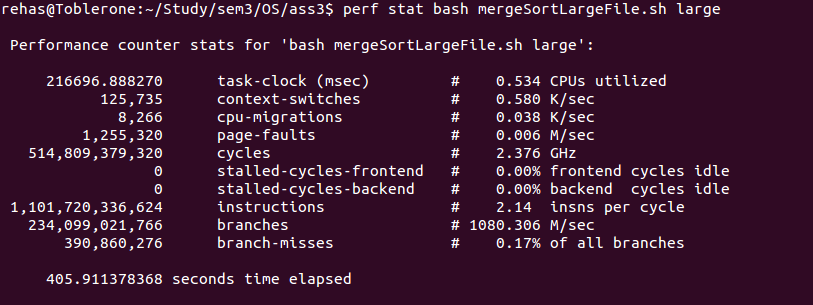 rehas@Toblerone:~/Study/sem3/OS/ass3$ perf stat bash mergeSortLargeFile.sh large
Performance counter stats for 'bash mergeSortLargeFile.sh large':
216696.888270 task-clock (msec) # 0.534 CPUs utilized
125,735 context-switches # 0.580 K/sec
8,266 cpu-migrations # 0.038 K/sec
1,255,320 page-faults # 0.006 M/sec
514,809,379,320 cycles # 2.376 GHz
0 stalled-cycles-frontend # 0.00% frontend cycles idle
0 stalled-cycles-backend # 0.00% backend cycles idle
1,101,720,336,624 instructions # 2.14 insns per cycle
234,099,021,766 branches # 1080.306 M/sec
390,860,276 branch-misses # 0.17% of all branches
405.911378368 seconds time elapsed